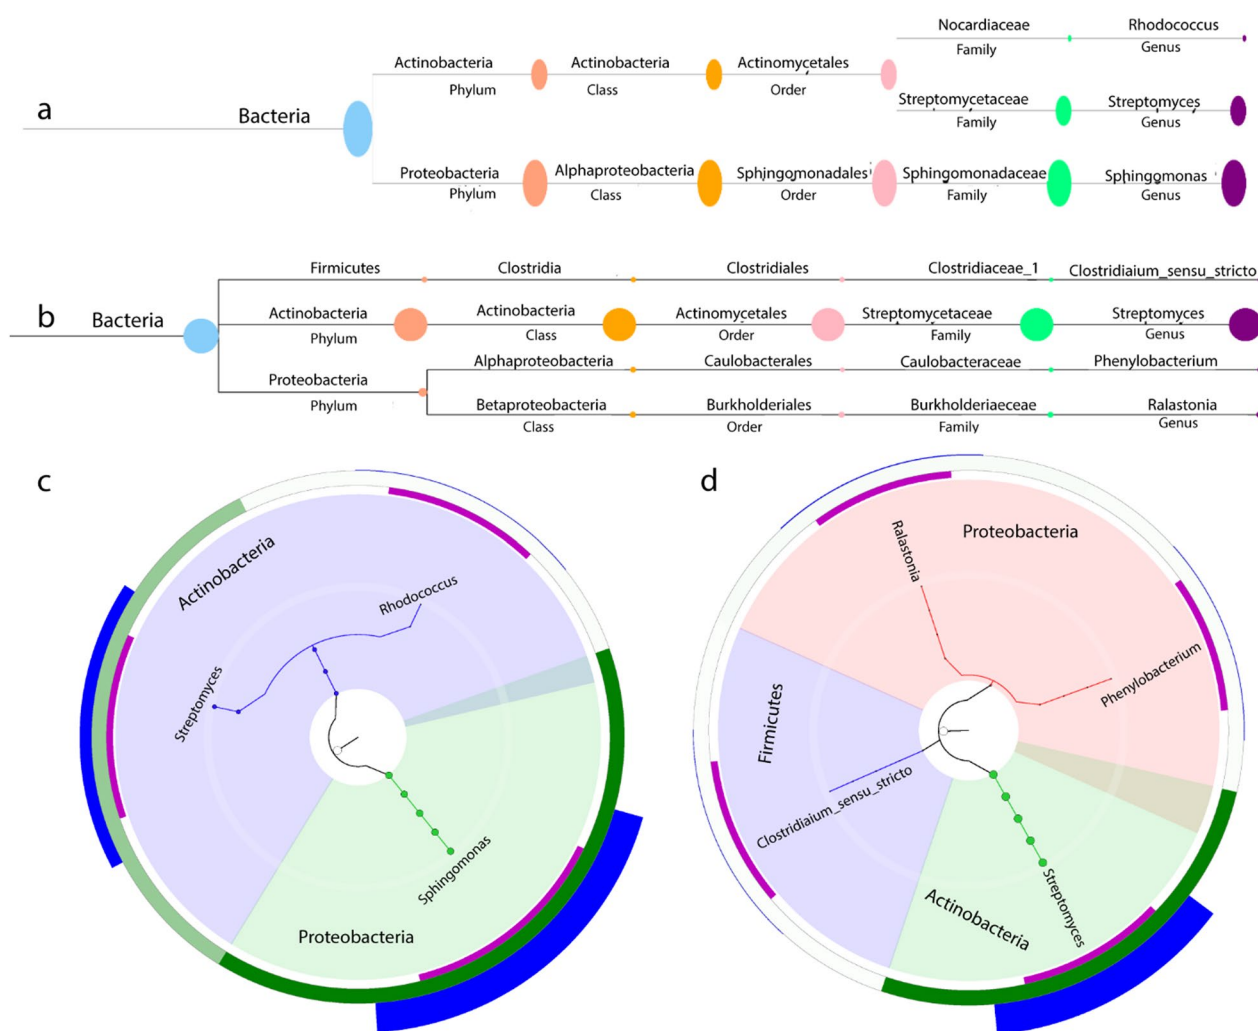 a
Bacteria
Actinobacteria
Phylum
Actinobacteria
Class
Actinomycetales
Order
Nocardiaceae
Family
Rhodococcus
Genus
Streptomycetaceae
Family
Streptomyces
Genus
Proteobacteria
Phylum
Alphaproteobacteria
Class
Sphingomonadales
Order
Sphingomonadaceae
Family
Sphingomonas
Genus
b
Bacteria
Firmicutes
Clostridia
Clostridiales
Clostridiaceae_1
Clostridiaium_sensu_stricto
Actinobacteria
Phylum
Actinobacteria
Class
Actinomycetales
Order
Streptomycetaceae
Family
Streptomyces
Genus
Proteobacteria
Phylum
Alphaproteobacteria
Caulobacterales
Caulobacteraceae
Phenylobacterium
Betaproteobacteria
Class
Burkholderiales
Order
Burkholderiaeceae
Family
Ralastonia
Genus
c
Actinobacteria
Rhodococcus
Streptomyces
Sphingomonas
Proteobacteria
d
Proteobacteria
Ralastonia
Phenylobacterium
Firmicutes
Clostridiaium_sensu_stricto
Streptomyces
Actinobacteria